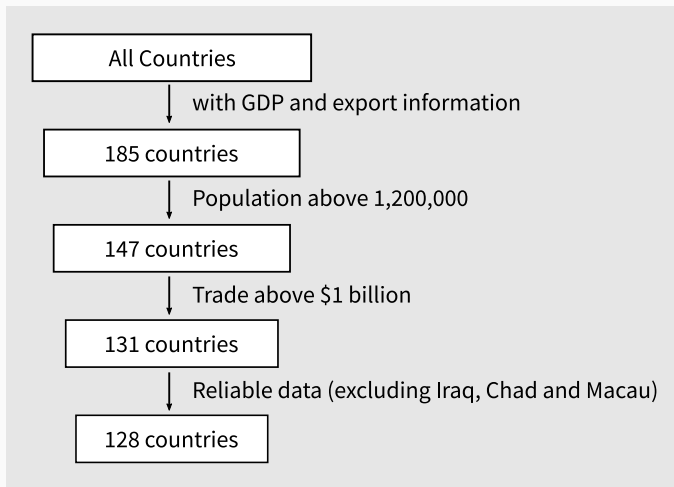 All Countries
with GDP and export information
185 countries
Population above 1,200,000
147 countries
Trade above $1 billion
131 countries
Reliable data (excluding Iraq, Chad and Macau)
128 countries